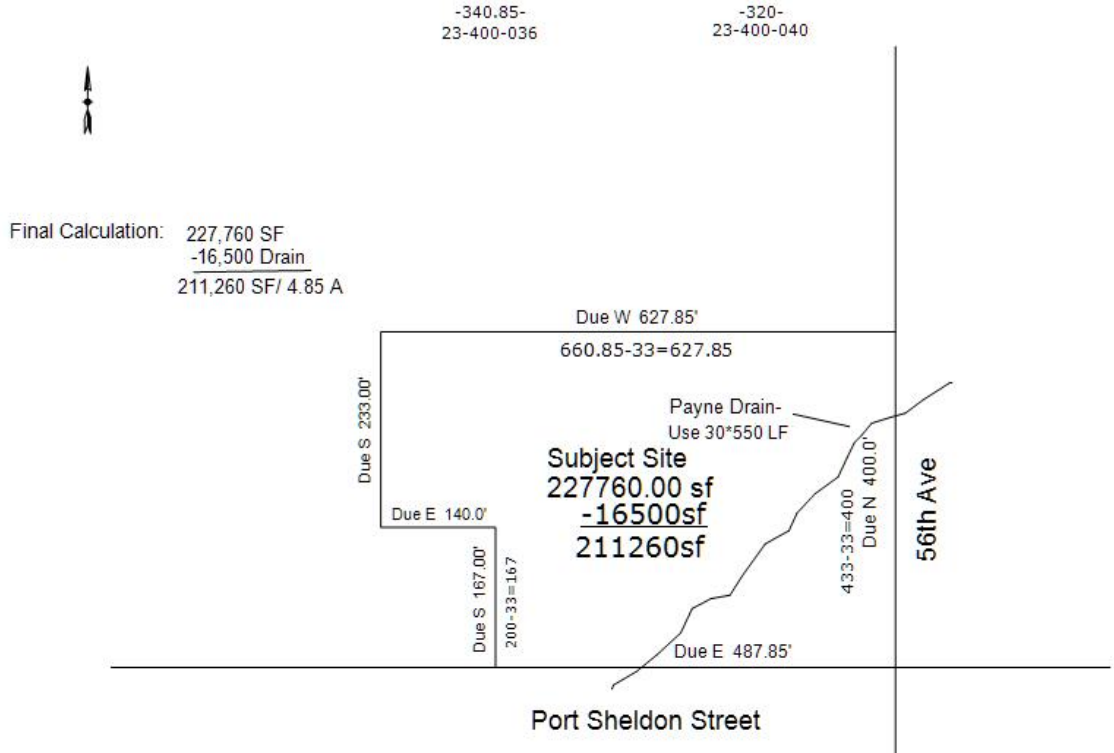 -340.85-
23-400-036
-320-
23-400-040
Final Calculation:
227,760 SF
-16,500 Drain
211,260 SF/ 4.85 A
Due W 627.85'
660.85-33=627.85
Due S 233.00'
Payne Drain-
Use 30*550 LF
Subject Site
227760.00 sf
-16500sf
211260sf
Due E 140.0'
Due S 167.00'
200-33=167
433-33=400
Due N 400.0'
56th Ave
Due E 487.85'
Port Sheldon Street